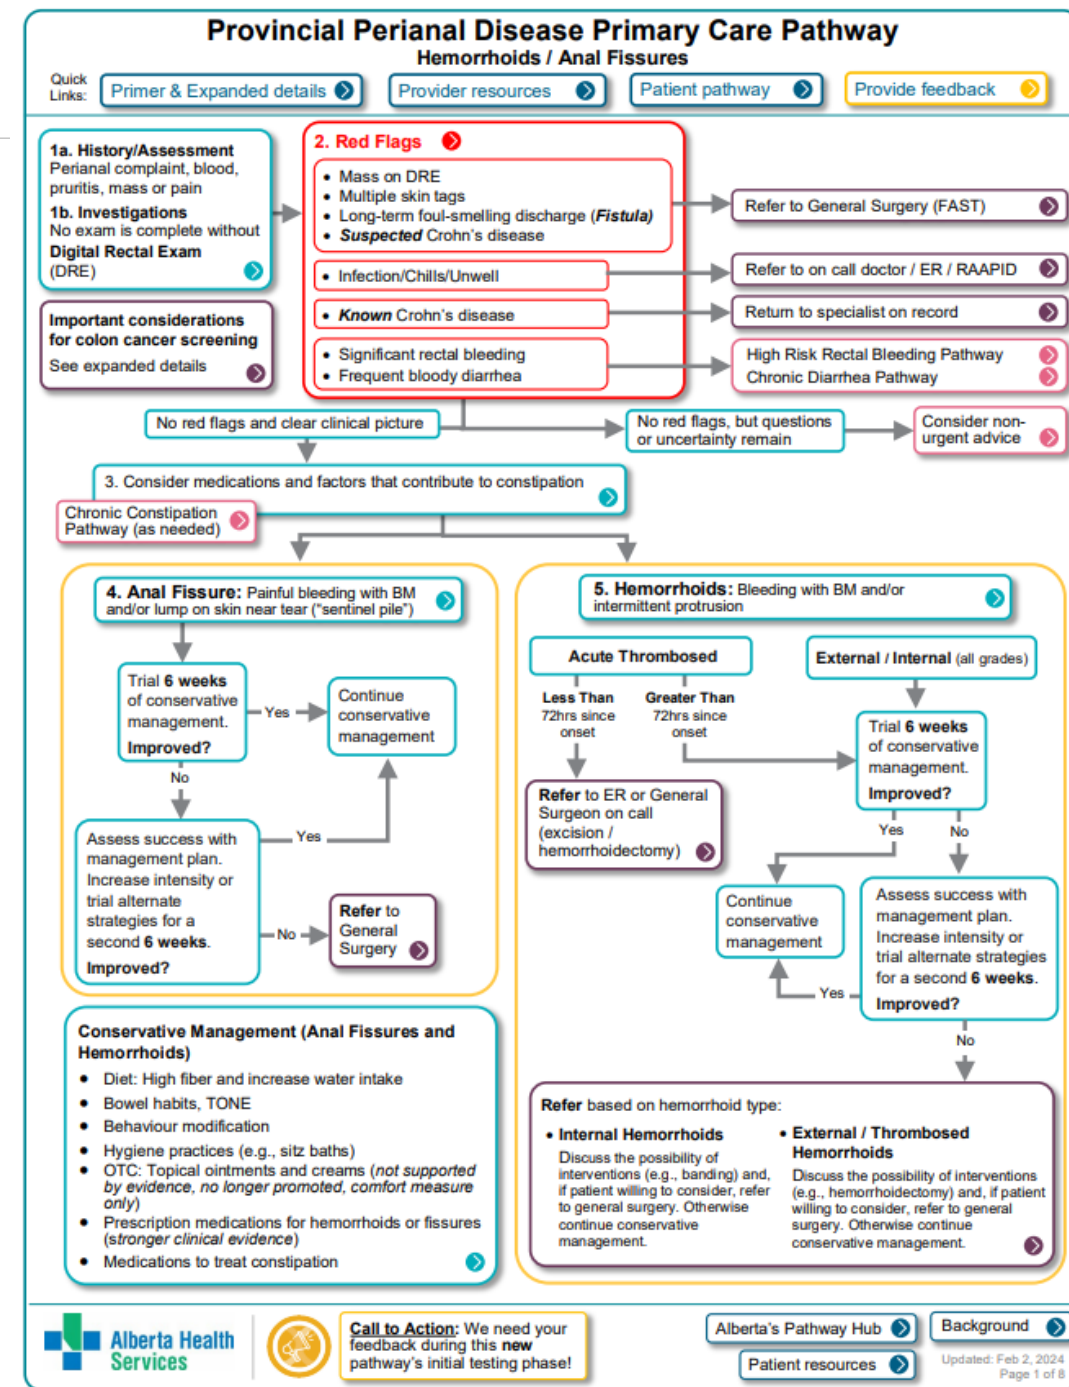 Provincial Perianal Disease Primary Care Pathway
Hemorrhoids / Anal Fissures
Quick
Links:
Primer & Expanded details
Provider resources
Patient pathway
Provide feedback
1a. History/Assessment
Perianal complaint, blood,
pruritis, mass or pain
1b. Investigations
No exam is complete without
Digital Rectal Exam
(DRE)
Important considerations
for colon cancer screening
See expanded details
2. Red Flags
• Mass on DRE
• Multiple skin tags
• Long-term foul-smelling discharge (Fistula)
• Suspected Crohn's disease
• Infection/Chills/Unwell
• Known Crohn's disease
• Significant rectal bleeding
• Frequent bloody diarrhea
Refer to General Surgery (FAST)
Refer to on call doctor / ER / RAAPID
Return to specialist on record
High Risk Rectal Bleeding Pathway
Chronic Diarrhea Pathway
No red flags and clear clinical picture
No red flags, but questions
or uncertainty remain
Consider non-
urgent advice
3. Consider medications and factors that contribute to constipation
Chronic Constipation
Pathway (as needed)
4. Anal Fissure: Painful bleeding with BM
and/or lump on skin near tear ("sentinel pile")
Trial 6 weeks
of conservative
management.
Improved?
Yes
Continue
conservative
management
No
Assess success with
management plan.
Increase intensity or
trial alternate
strategies for a
second 6 weeks.
Improved?
Yes
No
Refer to
General
Surgery
5. Hemorrhoids: Bleeding with BM and/or
intermittent protrusion
Acute Thrombosed
Less Than
72hrs since
onset
Greater Than
72hrs since
onset
Refer to ER or General
Surgeon on call
(excision /
hemorrhoidectomy)
External / Internal (all grades)
Trial 6 weeks
of conservative
management.
Improved?
Yes
No
Continue
conservative
management
Assess success with
management plan.
Increase intensity or
trial alternate strategies
for a second 6 weeks.
Improved?
Yes
No
Refer based on hemorrhoid type:
• Internal Hemorrhoids
Discuss the possibility of
interventions (e.g., banding) and,
if patient willing to consider, refer
to general surgery. Otherwise
continue conservative
management.
• External / Thrombosed
Hemorrhoids
Discuss the possibility of interventions
(e.g., hemorrhoidectomy) and, if patient
willing to consider, refer to general
surgery. Otherwise continue
conservative management.
Conservative Management (Anal Fissures and
Hemorrhoids)
• Diet: High fiber and increase water intake
• Bowel habits, TONE
• Behaviour modification
• Hygiene practices (e.g., sitz baths)
• OTC: Topical ointments and creams (not supported
by evidence, no longer promoted, comfort measure
only)
• Prescription medications for hemorrhoids or fissures
(stronger clinical evidence)
• Medications to treat constipation
Alberta Health
Services
Call to Action: We need your
feedback during this new
pathway's initial testing phase!
Alberta's Pathway Hub
Background
Patient resources
Updated: Feb 2, 2024
Page 1 of 8